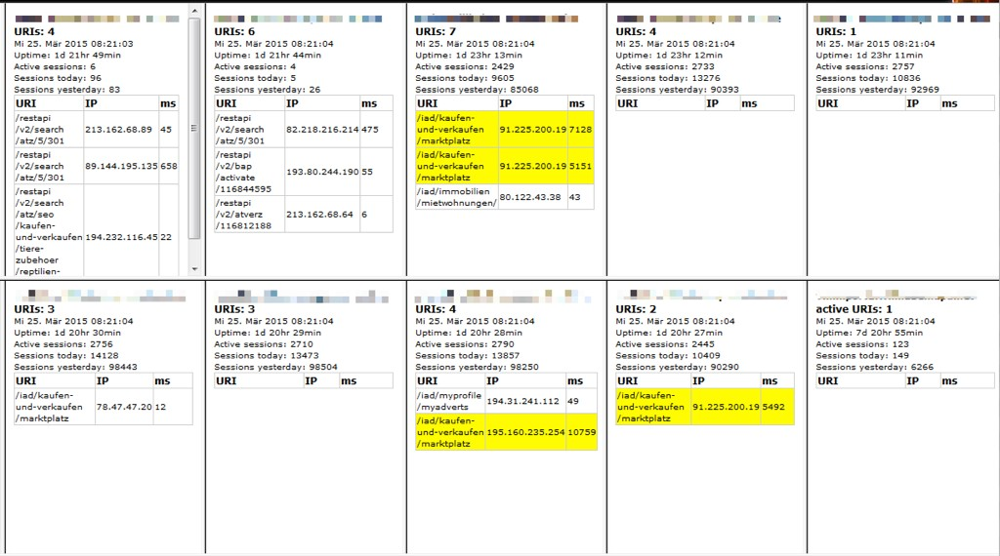 URIs: 4
Mi 25. Mär 2015 08:21:03
Uptime: 1d 21hr 49min
Active sessions: 6
Sessions today: 96
Sessions yesterday: 83
URI IP ms
/restapi
/v2/search
/atz/5/301
213.162.68.89 45
/restapi
/v2/search
/atz/5/301
89.144.195.135 658
/restapi
/v2/search
/atz/seo
/kaufen-
und-verkaufen
/tiere-
zubehoer
/reptilien-
194.232.116.45 22
URIs: 6
Mi 25. Mär 2015 08:21:04
Uptime: 1d 21hr 44min
Active sessions: 4
Sessions today: 5
Sessions yesterday: 26
URI IP ms
/restapi
/v2/search
/atz/5/301
82.218.216.214 475
/restapi
/v2/bap
/activate
/116844595
193.80.244.190 55
/restapi
/v2/atverz
/116812188
213.162.68.64 6
URIs: 7
Mi 25. Mär 2015 08:21:04
Uptime: 1d 23hr 13min
Active sessions: 2429
Sessions today: 9605
Sessions yesterday: 85068
URI IP ms
/iad/kaufen-
und-verkaufen
/marktplatz
91.225.200.19 7128
/iad/kaufen-
und-verkaufen
/marktplatz
91.225.200.19 5151
/iad/immobilien
/mietwohnungen/
80.122.43.38 43
URIs: 4
Mi 25. Mär 2015 08:21:04
Uptime: 1d 23hr 12min
Active sessions: 2733
Sessions today: 13276
Sessions yesterday: 90393
URI IP ms
URIs: 1
Mi 25. Mär 2015 08:21:04
Uptime: 1d 23hr 11min
Active sessions: 2757
Sessions today: 10836
Sessions yesterday: 92969
URI IP ms
URIs: 3
Mi 25. Mär 2015 08:21:04
Uptime: 1d 20hr 30min
Active sessions: 2756
Sessions today: 14128
Sessions yesterday: 98443
URI IP ms
/iad/kaufen-
und-verkaufen
/marktplatz
78.47.47.20 12
URIs: 3
Mi 25. Mär 2015 08:21:04
Uptime: 1d 20hr 29min
Active sessions: 2710
Sessions today: 13473
Sessions yesterday: 98504
URI IP ms
URIs: 4
Mi 25. Mär 2015 08:21:04
Uptime: 1d 20hr 28min
Active sessions: 2790
Sessions today: 13857
Sessions yesterday: 98250
URI IP ms
/iad/myprofile
/myadverts
194.31.241.112 49
/iad/kaufen-
und-verkaufen
/marktplatz
195.160.235.254 10759
URIs: 2
Mi 25. Mär 2015 08:21:04
Uptime: 1d 20hr 27min
Active sessions: 2445
Sessions today: 10409
Sessions yesterday: 90290
URI IP ms
/iad/kaufen-
und-verkaufen
/marktplatz
91.225.200.19 5492
active URIs: 1
Mi 25. Mär 2015 08:21:04
Uptime: 7d 20hr 55min
Active sessions: 123
Sessions today: 149
Sessions yesterday: 6266
URI IP ms